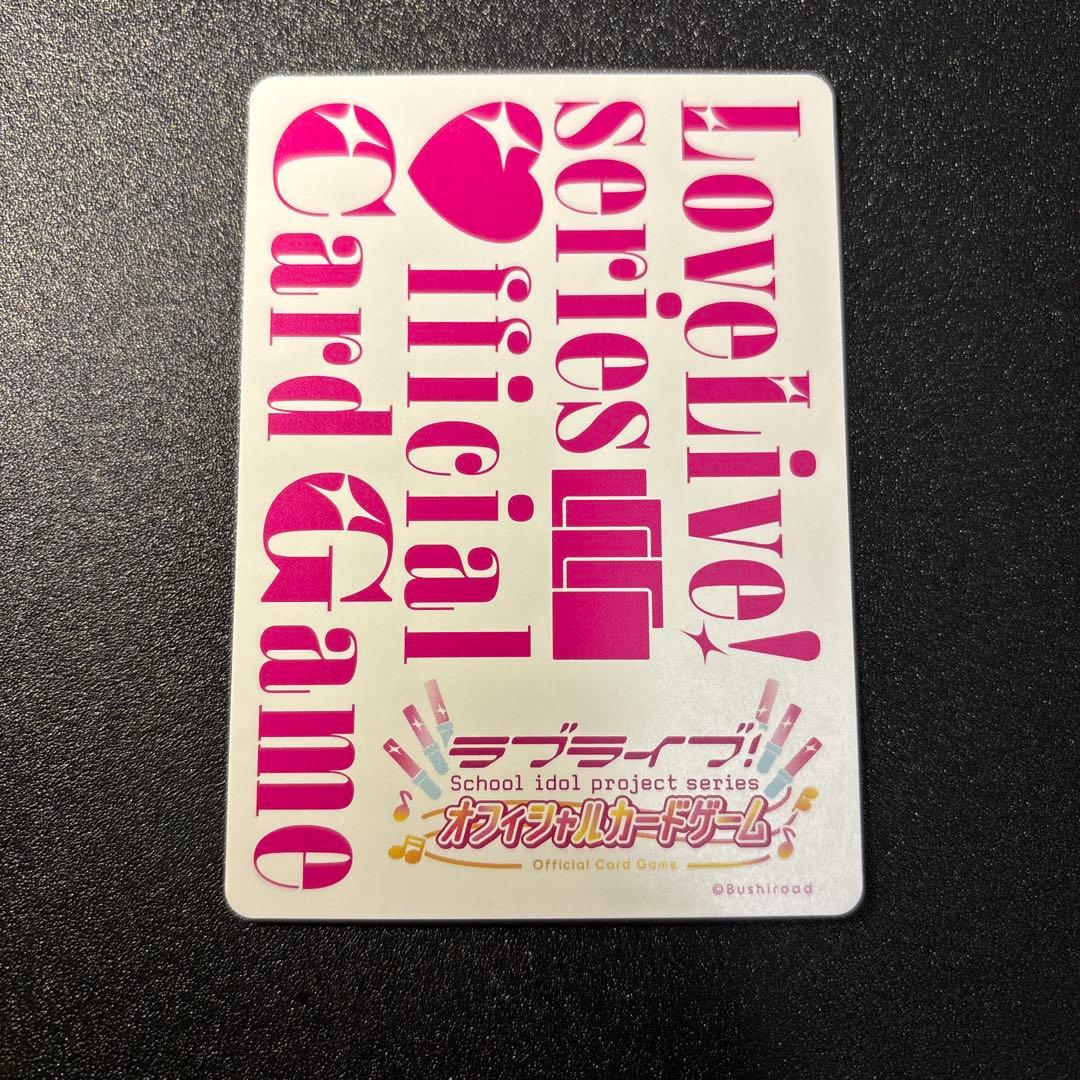 LoveLive!
series
♥fficial
Card Game
ラブライブ!
School idol project series
オフィシャルカードゲーム
Official Card Game
©Bushiroad